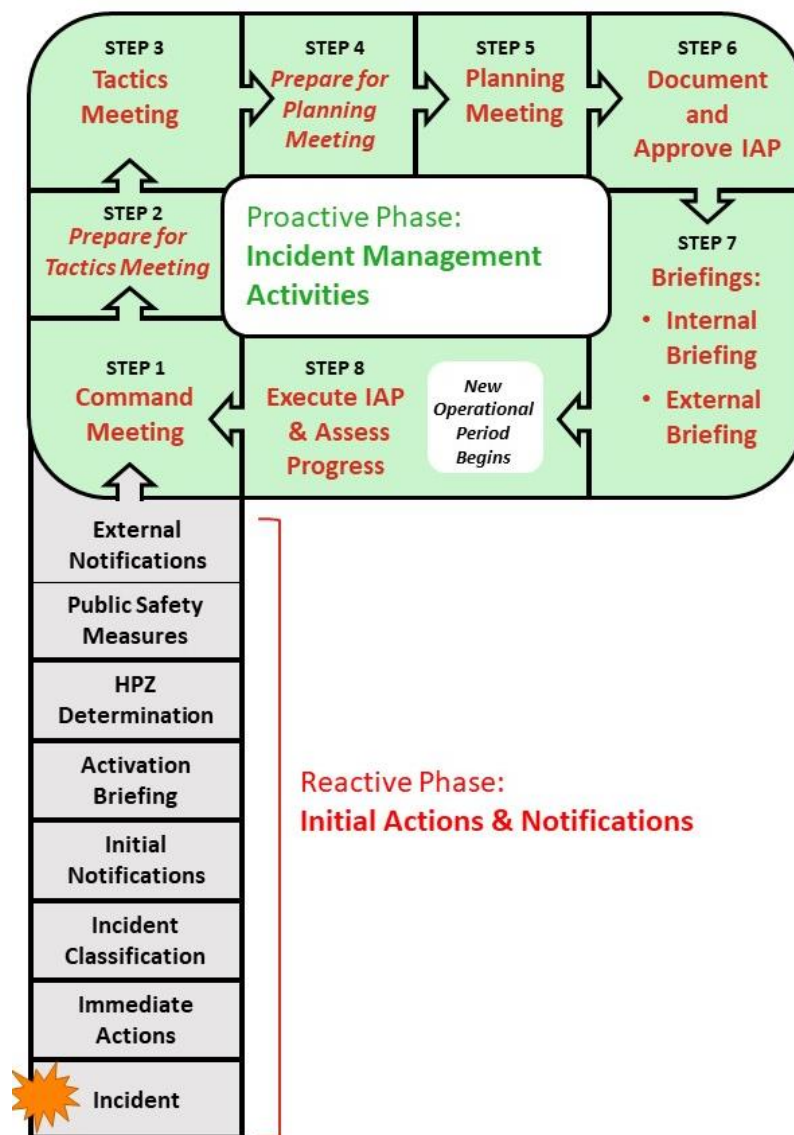 STEP 3
Tactics
Meeting
STEP 4
Prepare for
Planning
Meeting
STEP 5
Planning
Meeting
STEP 6
Document
and
Approve IAP
STEP 2
Prepare for
Tactics Meeting
Proactive Phase:
Incident Management
Activities
STEP 7
Briefings:
• Internal
Briefing
• External
Briefing
STEP 1
Command
Meeting
STEP 8
Execute IAP
& Assess
Progress
New
Operational
Period
Begins
External
Notifications
Public Safety
Measures
HPZ
Determination
Activation
Briefing
Initial
Notifications
Incident
Classification
Immediate
Actions
Incident
Reactive Phase:
Initial Actions & Notifications